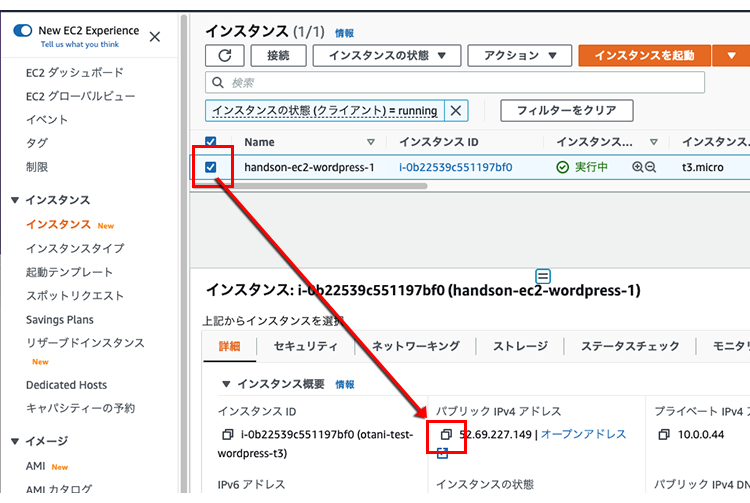 New EC2 Experience
Tell us what you think
EC2 ダッシュボード
EC2 グローバルビュー
イベント
タグ
制限
インスタンス
インスタンス New
インスタンスタイプ
起動テンプレート
スポットリクエスト
Savings Plans
リザーブドインスタンス
New
Dedicated Hosts
キャパシティーの予約
イメージ
AMI New
AMI カタログ
インスタンス (1/1) 情報
接続 インスタンスの状態 アクション インスタンスを起動
検索
インスタンスの状態 (クライアント) = running フィルターをクリア
Name インスタンス ID インスタンス... インスタンス.
handson-ec2-wordpress-1 i-0b22539c551197bf0 実行中 t3.micro
インスタンス: i-0b22539c551197bf0 (handson-ec2-wordpress-1)
上記からインスタンスを選択
詳細 セキュリティ ネットワーキング ストレージ ステータスチェック モニタリ
インスタンス概要 情報
インスタンス ID パブリック IPv4 アドレス プライベート IPv4 ア
i-0b22539c551197bf0 (otani-test- 52.69.227.149 | オープンアドレス 10.0.0.44
wordpress-t3)
IPv6 アドレス インスタンスの状態 パブリック IPv4 DN